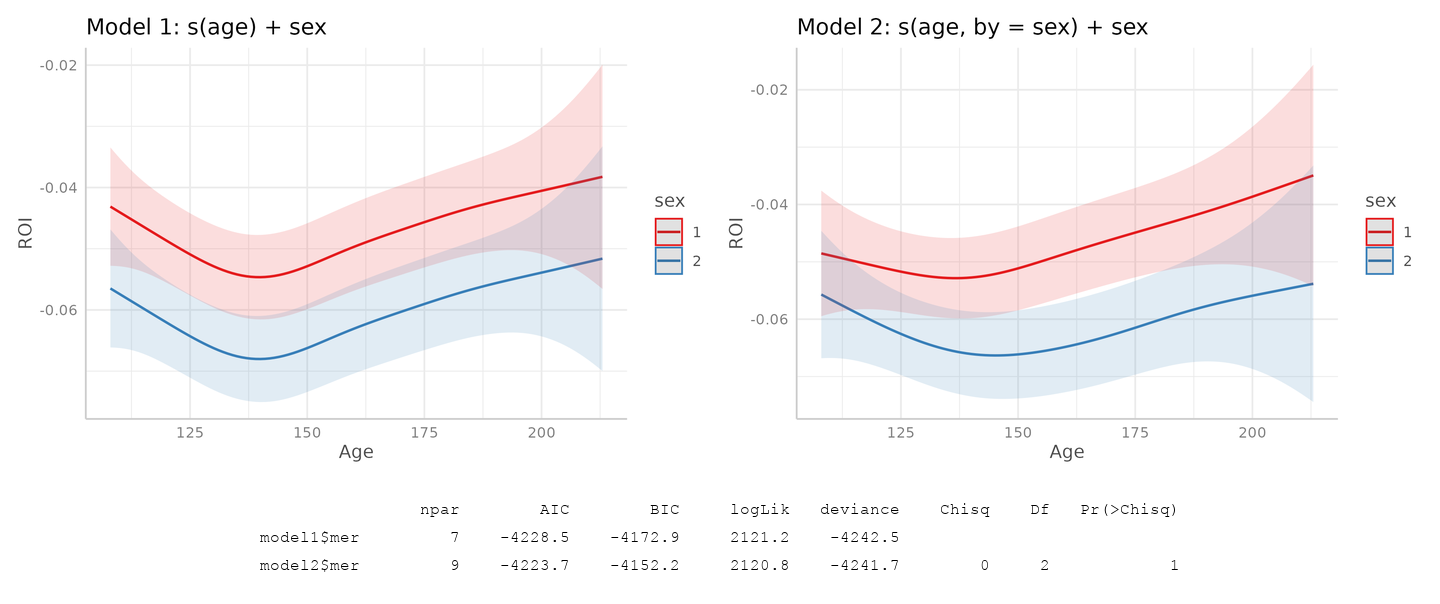 Model 1: s(age) + sex
-0.02
-0.04
-0.06
ROI
125 150 175 200
Age
sex
1
2
Model 2: s(age, by = sex) + sex
-0.02
-0.04
-0.06
ROI
125 150 175 200
Age
sex
1
2
npar AIC BIC logLik deviance Chisq Df Pr(>Chisq)
model1$mer 7 -4228.5 -4172.9 2121.2 -4242.5
model2$mer 9 -4223.7 -4152.2 2120.8 -4241.7 0 2 1